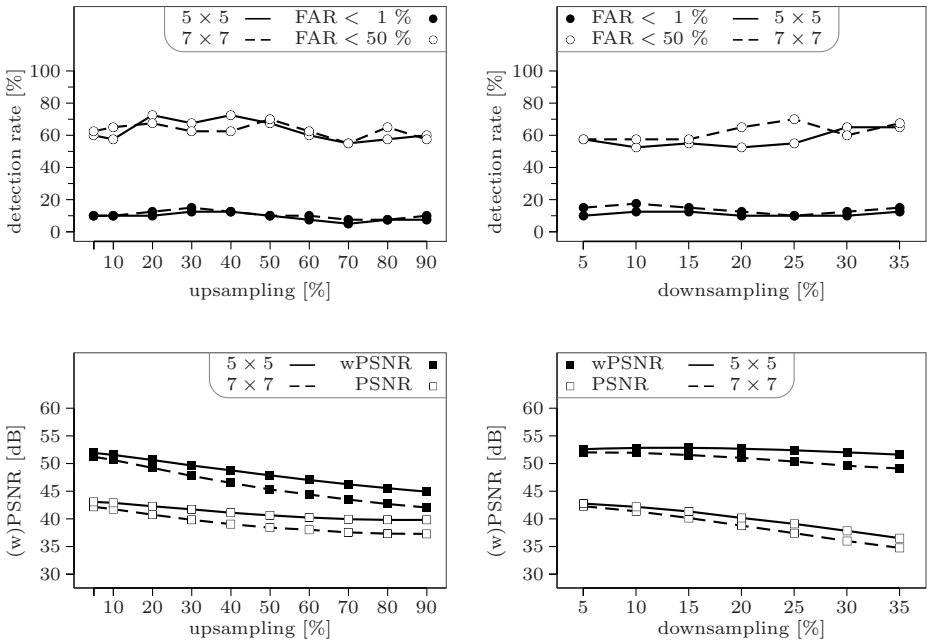 5 × 5 FAR < 1 %
7 × 7 FAR < 50 %
100
80
60
40
20
0
detection rate [%]
10 20 30 40 50 60 70 80 90
upsampling [%]
FAR < 1 % 5 × 5
FAR < 50 % 7 × 7
100
80
60
40
20
0
detection rate [%]
5 10 15 20 25 30 35
downsampling [%]
5 × 5 wPSNR
7 × 7 PSNR
60
55
50
45
40
35
30
(w)PSNR [dB]
10 20 30 40 50 60 70 80 90
upsampling [%]
wPSNR 5 × 5
PSNR 7 × 7
60
55
50
45
40
35
30
(w)PSNR [dB]
5 10 15 20 25 30 35
downsampling [%]